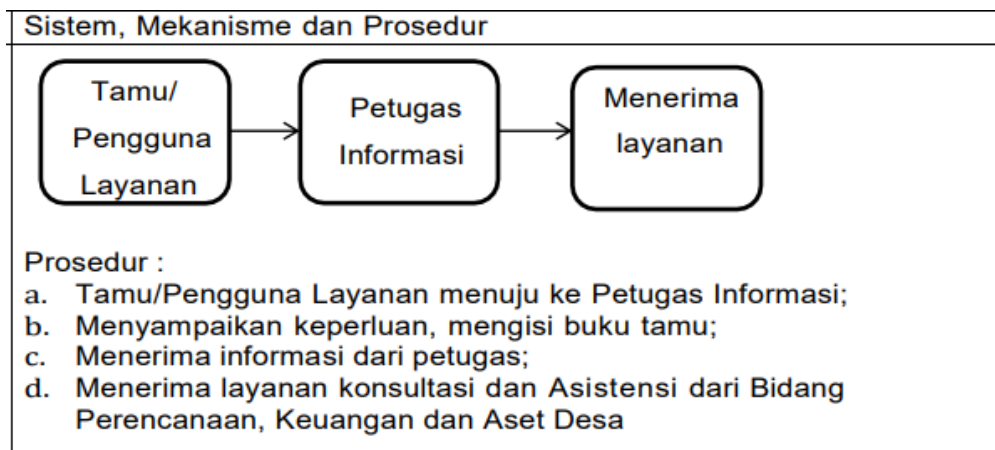 Sistem, Mekanisme dan Prosedur
Tamu/
Pengguna
Layanan
Petugas
Informasi
Menerima
layanan
Prosedur :
a. Tamu/Pengguna Layanan menuju ke Petugas Informasi;
b. Menyampaikan keperluan, mengisi buku tamu;
c. Menerima informasi dari petugas;
d. Menerima layanan konsultasi dan Asistensi dari Bidang
Perencanaan, Keuangan dan Aset Desa